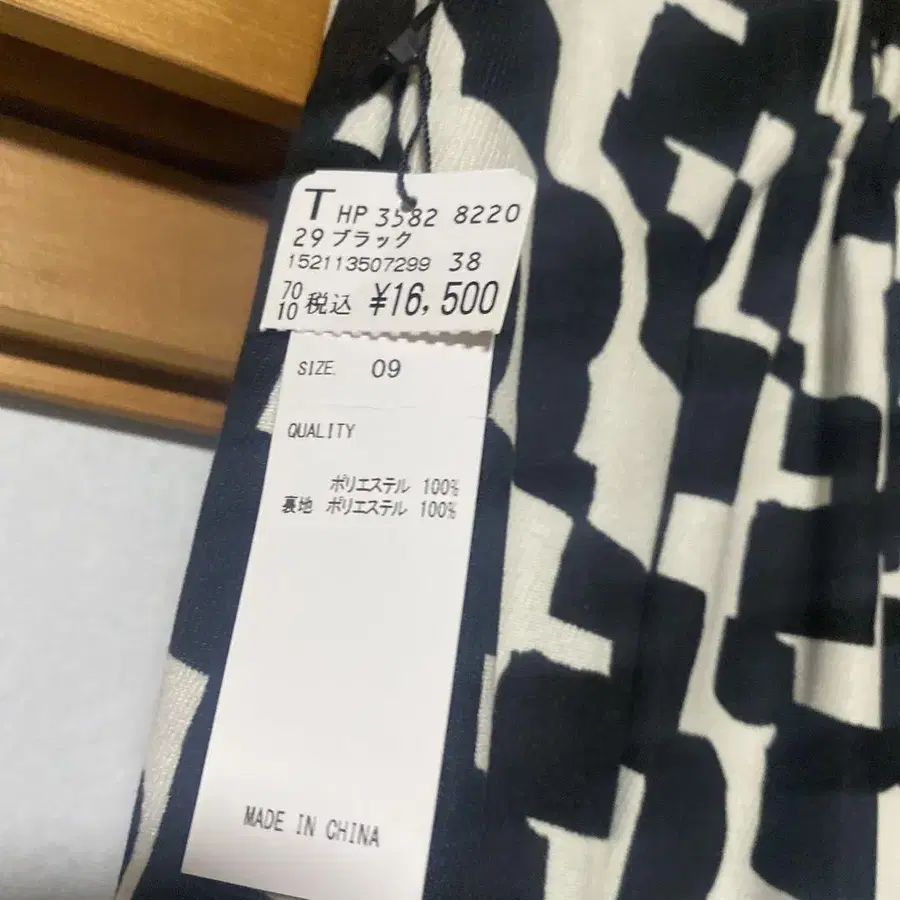 T HP 3582 8220
29 ブラック
152113507299 38
70
10 税込 ¥16,500
SIZE 09
QUALITY
ポリエステル 100%
裏地 ポリエステル 100%
MADE IN CHINA